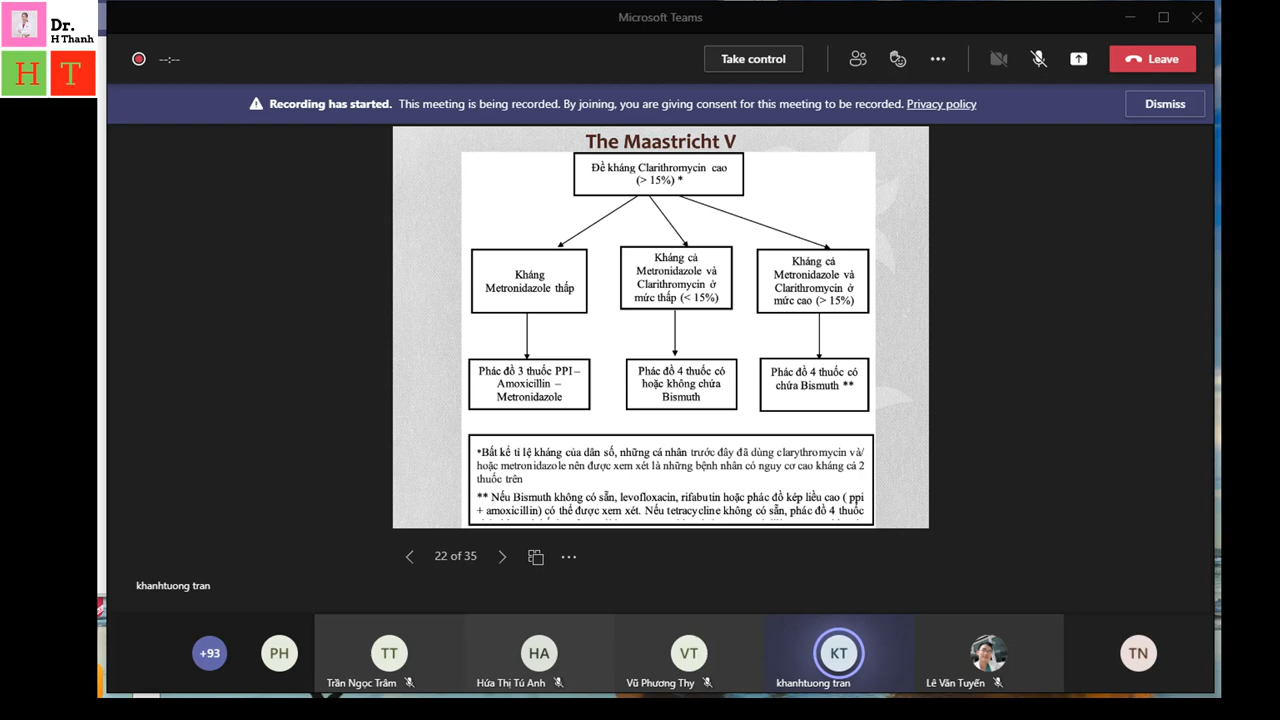 Dr.
H Thanh
H T
Microsoft Teams
--:--
Take control
Leave
Recording has started. This meeting is being recorded. By joining, you are giving consent for this meeting to be recorded. Privacy policy
Dismiss
The Maastricht V
Đề kháng Clarithromycin cao
(> 15%) *
Kháng
Metronidazole thấp
Kháng cả
Metronidazole và
Clarithromycin ở
mức thấp (< 15%)
Kháng cả
Metronidazole và
Clarithromycin ở
mức cao (> 15%)
Phác đồ 3 thuốc PPI –
Amoxicillin –
Metronidazole
Phác đồ 4 thuốc có
hoặc không chứa
Bismuth
Phác đồ 4 thuốc có
chứa Bismuth **
*Bất kể tỉ lệ kháng của dân số, những cá nhân trước đây đã dùng clarythromycin và/
hoặc metronidazole nên được xem xét là những bệnh nhân có nguy cơ cao kháng cả 2
thuốc trên
** Nếu Bismuth không có sẵn, levofloxacin, rifabutin hoặc phác đồ kép liều cao ( ppi
+ amoxicillin) có thể được xem xét. Nếu tetracycline không có sẵn, phác đồ 4 thuốc
22 of 35
khanhtuong tran
+93
PH
TT
HA
VT
KT
TN
Trần Ngọc Trâm
Hứa Thị Tú Anh
Vũ Phương Thy
khanhtuong tran
Lê Văn Tuyến